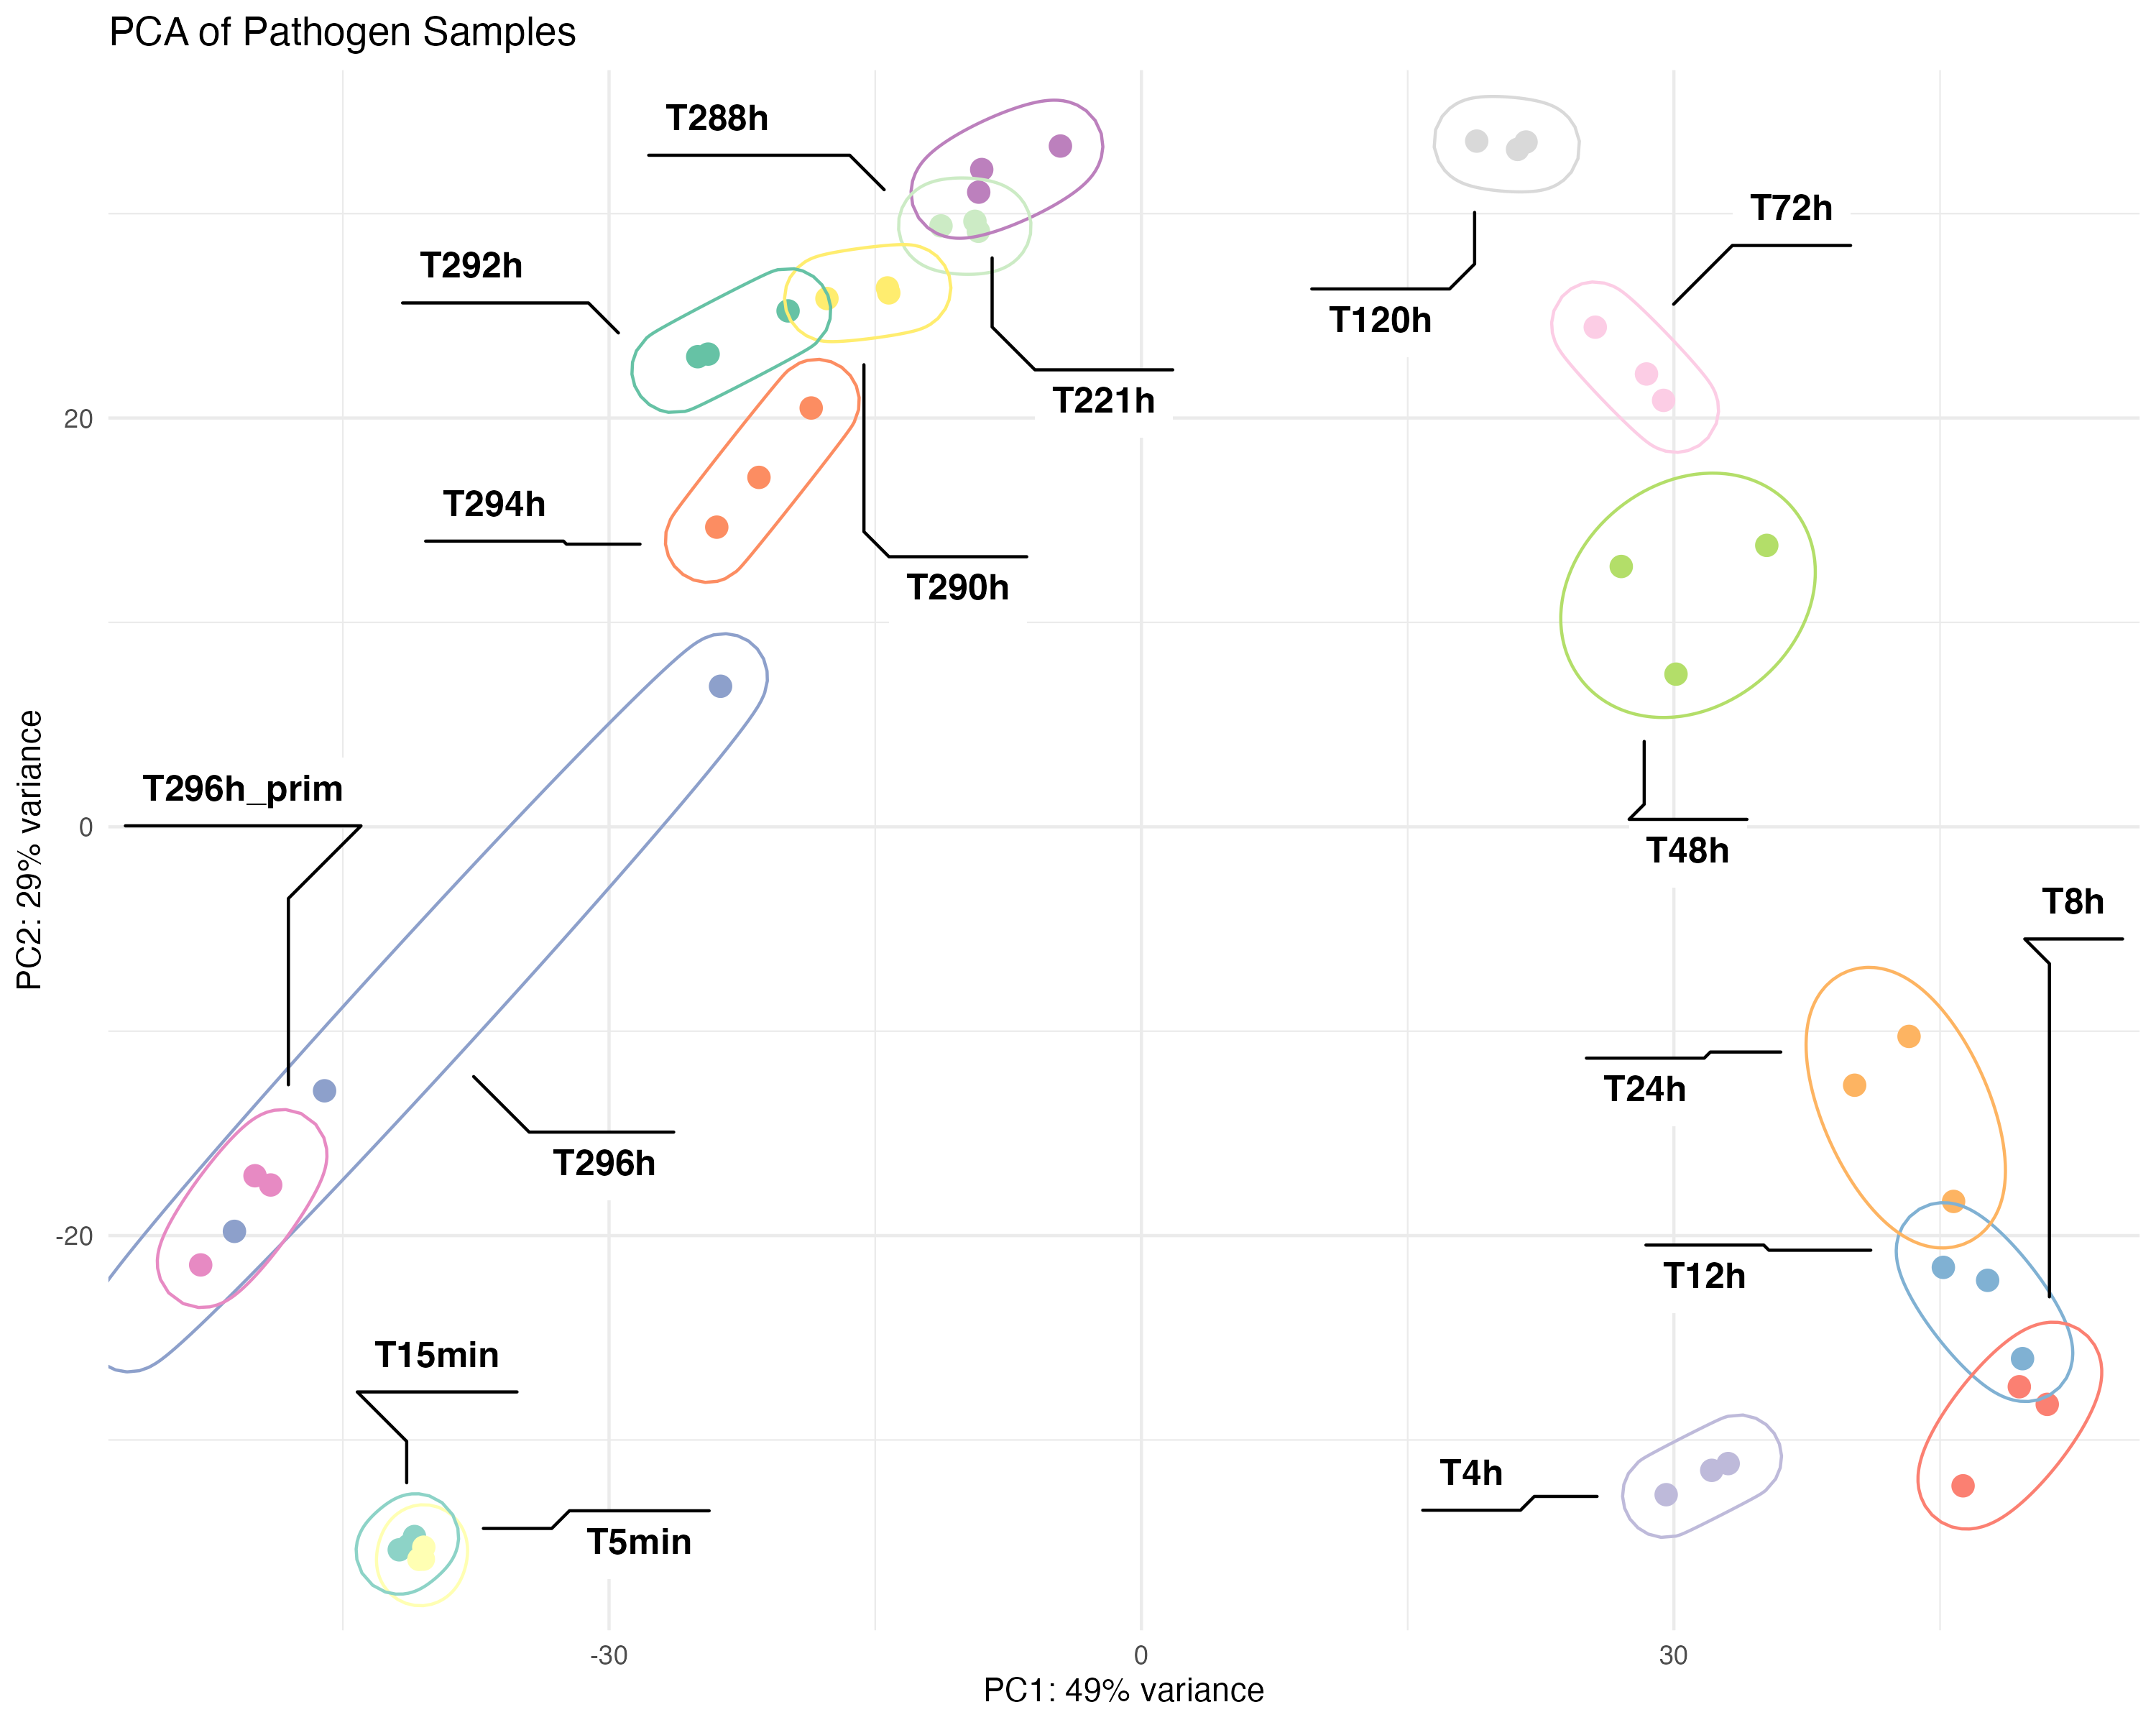 PCA of Pathogen Samples
T288h
T72h
T292h
T120h
T221h
20
T294h
T290h
T296h_prim
0
T48h
T8h
T24h
T296h
-20
T12h
T15min
T4h
T5min
-30
0
30
PC1: 49% variance
PC2: 29% variance